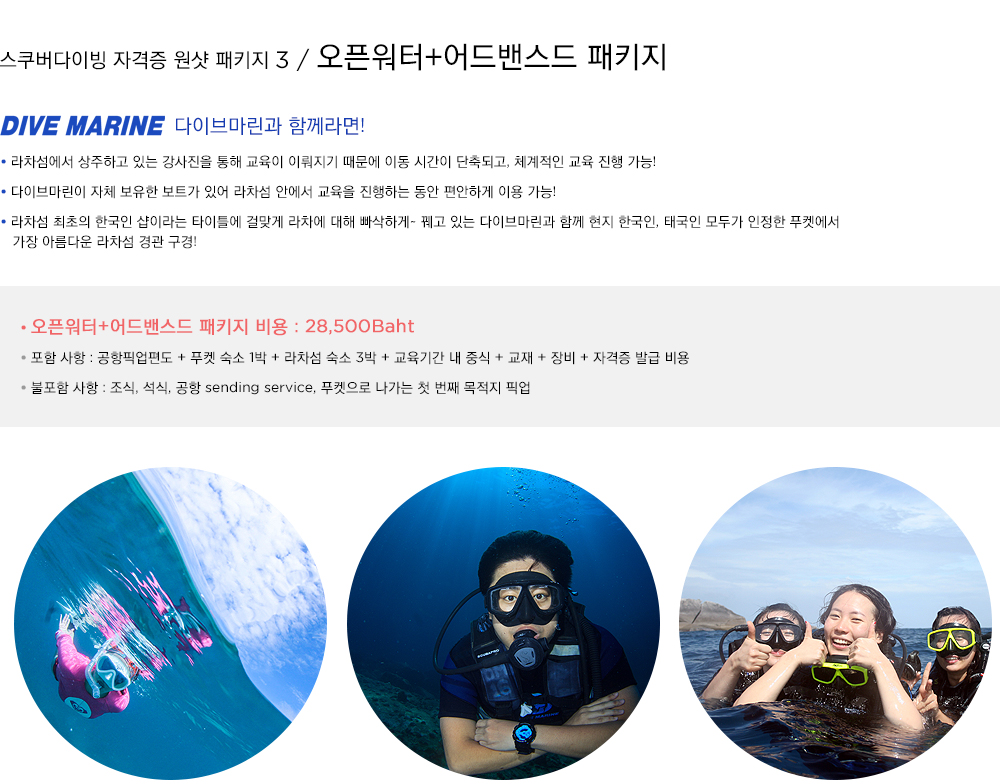 스쿠버다이빙 자격증 원샷 패키지 3 / 오픈워터+어드밴스드 패키지
DIVE MARINE 다이브마린과 함께라면!
• 라차섬에서 상주하고 있는 강사진을 통해 교육이 이뤄지기 때문에 이동 시간이 단축되고, 체계적인 교육 진행 가능!
• 다이브마린이 자체 보유한 보트가 있어 라차섬 안에서 교육을 진행하는 동안 편안하게 이용 가능!
• 라차섬 최초의 한국인 샵이라는 타이틀에 걸맞게 라차에 대해 빠삭하게~ 꿰고 있는 다이브마린과 함께 현지 한국인, 태국인 모두가 인정한 푸켓에서
가장 아름다운 라차섬 경관 구경!
• 오픈워터+어드밴스드 패키지 비용 : 28,500Baht
• 포함 사항 : 공항픽업편도 + 푸켓 숙소 1박 + 라차섬 숙소 3박 + 교육기간 내 중식 + 교재 + 장비 + 자격증 발급 비용
• 불포함 사항 : 조식, 석식, 공항 sending service, 푸켓으로 나가는 첫 번째 목적지 픽업
SCUBAPRO